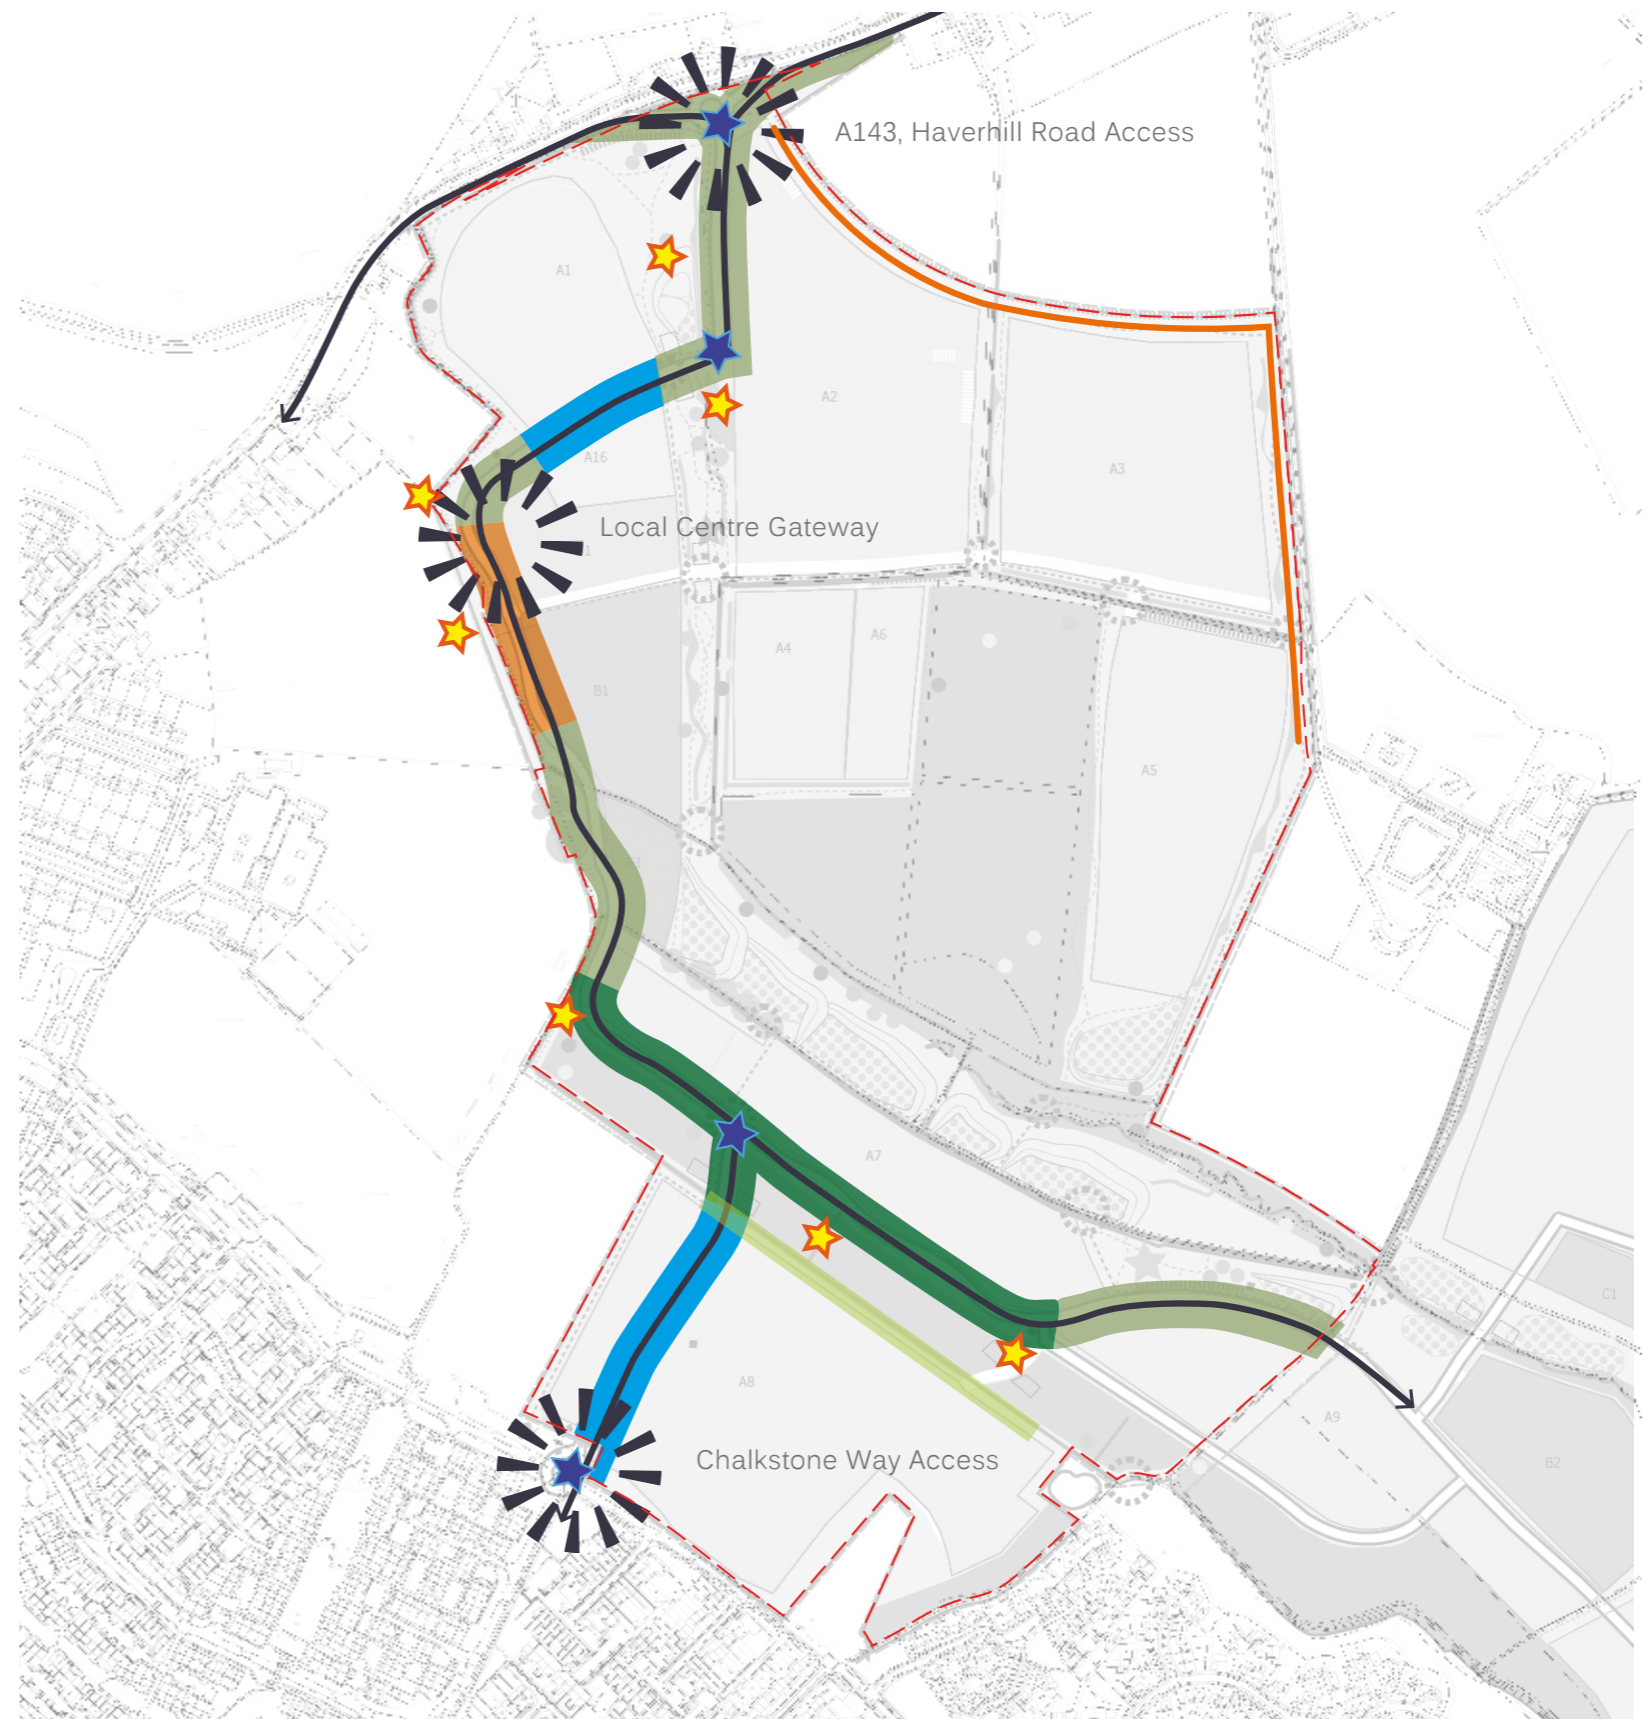 A143, Haverhill Road Access
A1
A2
A16
A3
Local Centre Gateway
A4
A6
B1
A5
A7
C1
A8
A9
Chalkstone Way Access
B2